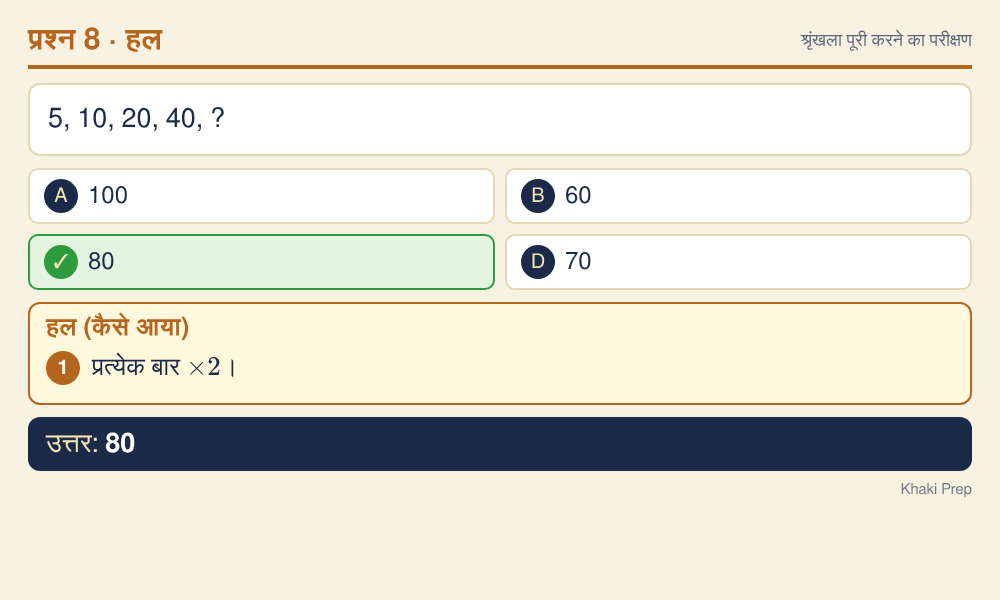 प्रश्न 8 · हल
श्रृंखला पूरी करने का परीक्षण
5, 10, 20, 40, ?
A 100
B 60
✓ 80
D 70
हल (कैसे आया)
1 प्रत्येक बार ×2।
उत्तर: 80
Khaki Prep